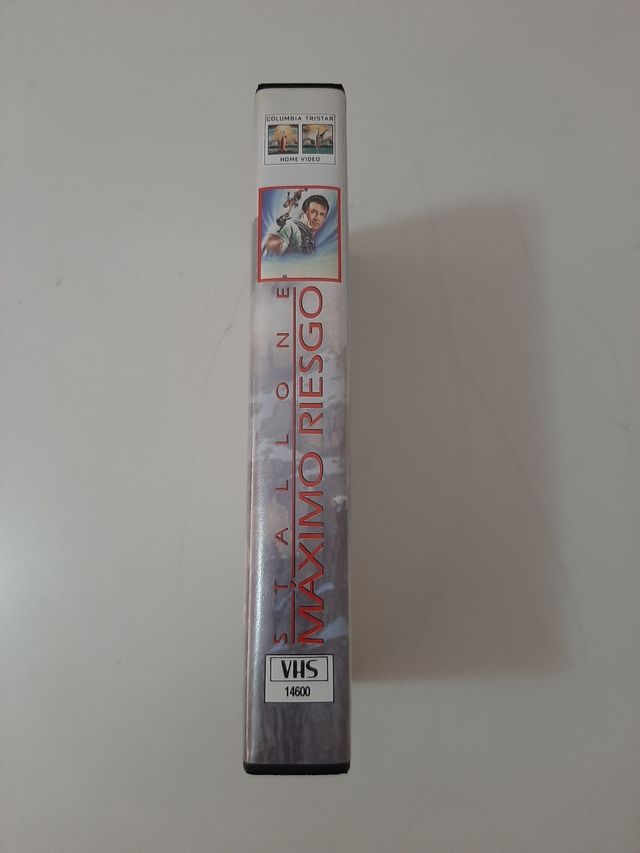 COLUMBIA TRISTAR
HOME VIDEO
STALLONE
MÁXIMO RIESGO
VHS
14600